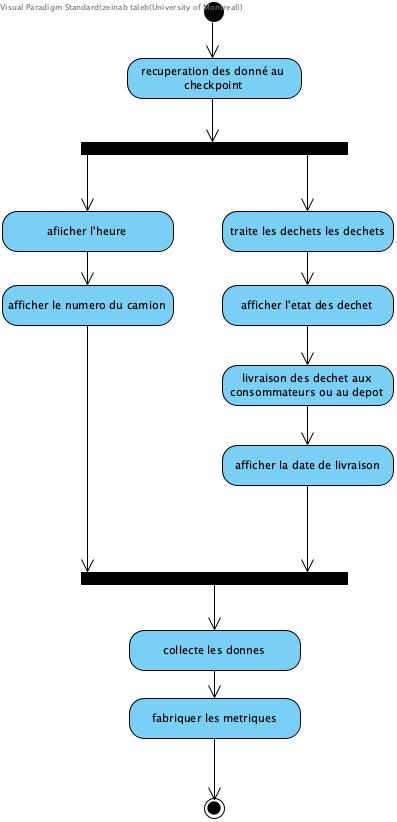 Visual Paradigm Standard(zeinab taleb(University of Montreal))
recuperation des donné au
checkpoint
afiicher l'heure
afficher le numero du camion
traite les dechets les dechets
afficher l'etat des dechet
livraison des dechet aux
consommateurs ou au depot
afficher la date de livraison
collecte les donnes
fabriquer les metriques